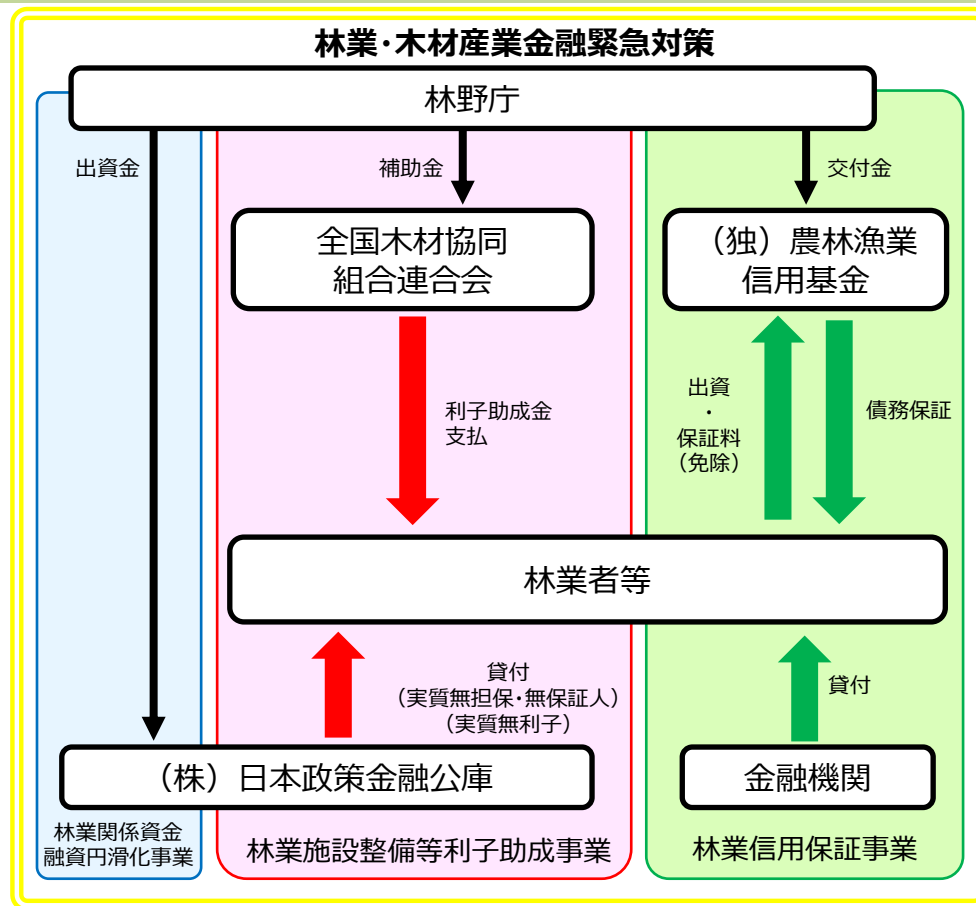 林業･木材産業金融緊急対策
林野庁
出資金
補助金
交付金
全国木材協同
組合連合会
（独）農林漁業
信用基金
利子助成金
支払
出資
・
保証料
（免除）
債務保証
林業者等
貸付
（実質無担保･無保証人）
（実質無利子）
貸付
（株）日本政策金融公庫
金融機関
林業関係資金
融資円滑化事業
林業施設整備等利子助成事業
林業信用保証事業